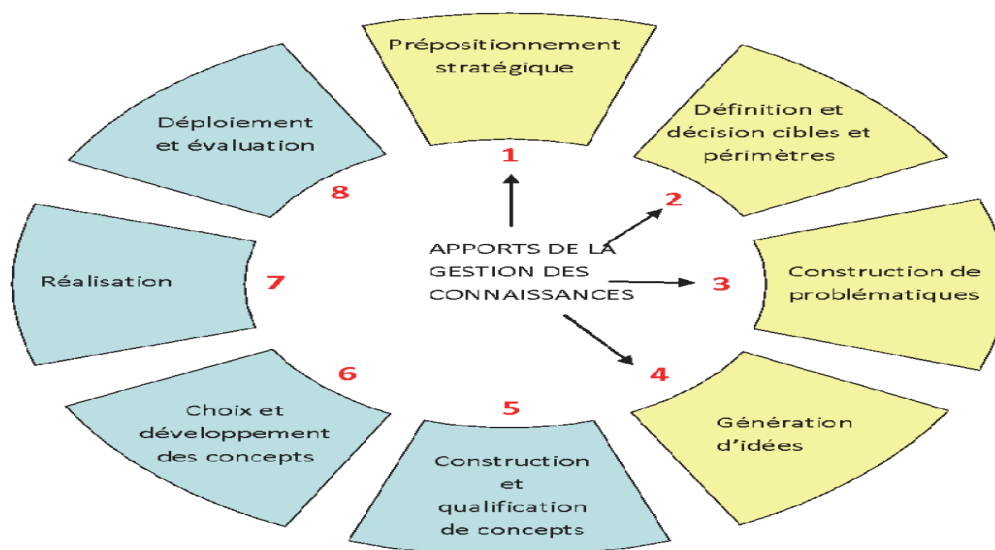 Prépositionnement
stratégique
1
Définition et
décision cibles et
périmètres
2
Construction de
problématiques
3
Génération
d'idées
4
Construction
et
qualification
de concepts
5
Choix et
développement
des concepts
6
Réalisation
7
Déploiement
et évaluation
8
APPORTS DE LA
GESTION DES
CONNAISSANCES